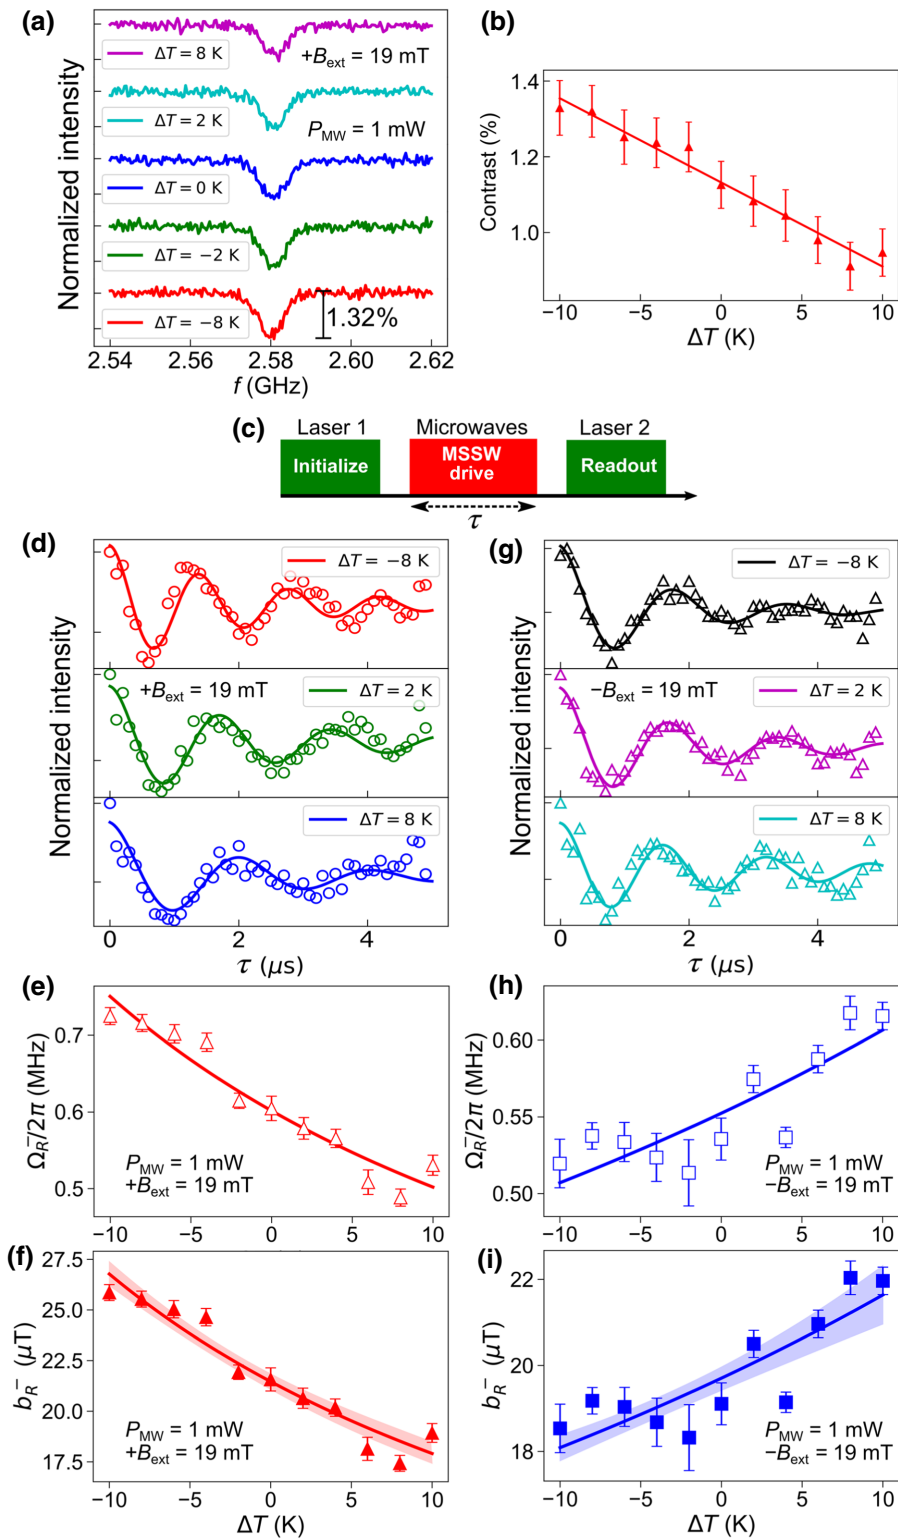 (a)
Normalized intensity
ΔT = 8 K
+B_ext = 19 mT
ΔT = 2 K
P_MW = 1 mW
ΔT = 0 K
ΔT = −2 K
ΔT = −8 K
1.32%
2.54 2.56 2.58 2.60 2.62
f (GHz)
(b)
Contrast (%)
1.4
1.2
1.0
−10 −5 0 5 10
ΔT (K)
(c)
Laser 1 Microwaves Laser 2
Initialize
MSSW
drive
Readout
τ
(d)
Normalized intensity
ΔT = −8 K
+B_ext = 19 mT
ΔT = 2 K
ΔT = 8 K
0 2 4
τ (μs)
(g)
Normalized intensity
ΔT = −8 K
−B_ext = 19 mT
ΔT = 2 K
ΔT = 8 K
0 2 4
τ (μs)
(e)
Ω_R^−/2π (MHz)
0.7
0.6
0.5
P_MW = 1 mW
+B_ext = 19 mT
−10 −5 0 5 10
(h)
Ω_R^−/2π (MHz)
0.60
0.55
0.50
P_MW = 1 mW
−B_ext = 19 mT
−10 −5 0 5 10
(f)
b_R^− (μT)
27.5
25.0
22.5
20.0
17.5
P_MW = 1 mW
+B_ext = 19 mT
−10 −5 0 5 10
ΔT (K)
(i)
b_R^− (μT)
22
20
18
P_MW = 1 mW
−B_ext = 19 mT
−10 −5 0 5 10
ΔT (K)